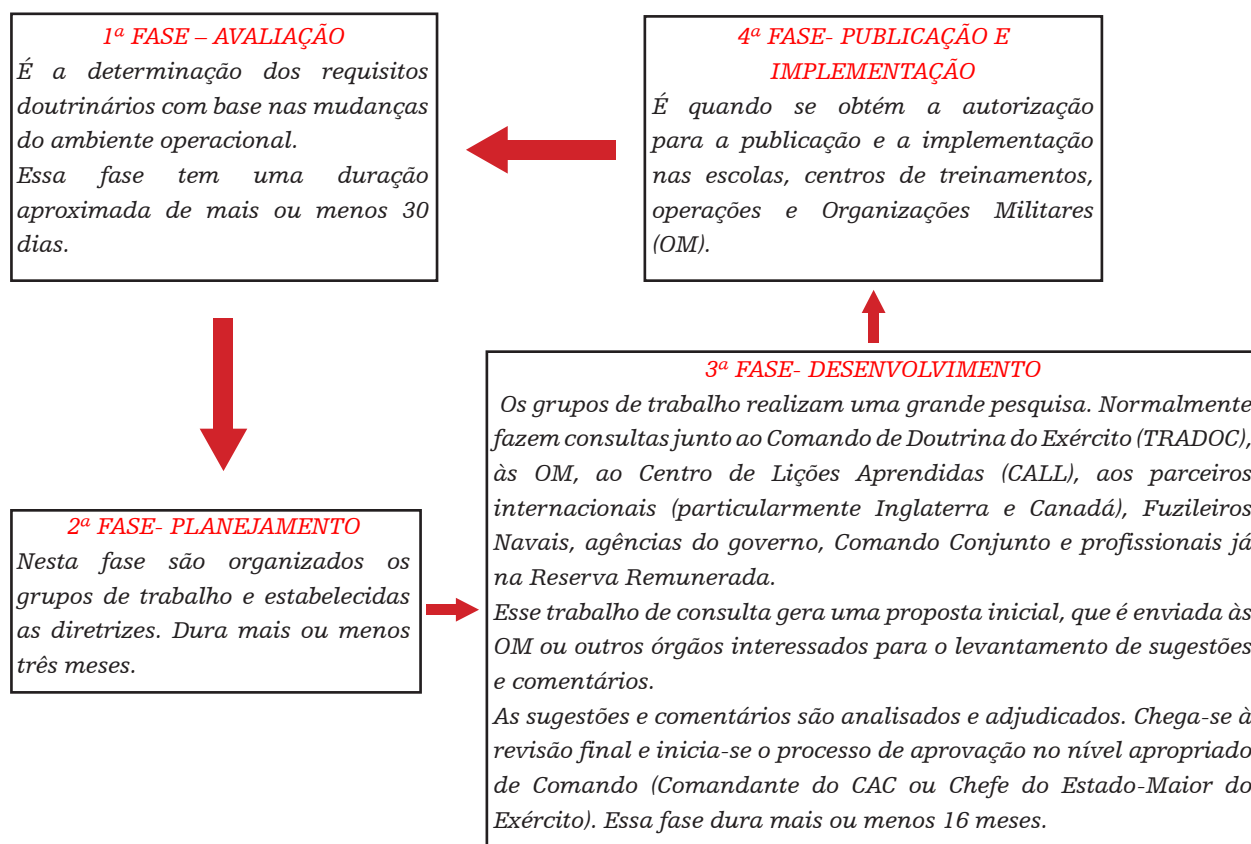 1ª FASE – AVALIAÇÃO
É a determinação dos requisitos
doutrinários com base nas mudanças
do ambiente operacional.
Essa fase tem uma duração
aproximada de mais ou menos 30
dias.
2ª FASE- PLANEJAMENTO
Nesta fase são organizados os
grupos de trabalho e estabelecidas
as diretrizes. Dura mais ou menos
três meses.
3ª FASE- DESENVOLVIMENTO
Os grupos de trabalho realizam uma grande pesquisa. Normalmente
fazem consultas junto ao Comando de Doutrina do Exército (TRADOC),
às OM, ao Centro de Lições Aprendidas (CALL), aos parceiros
internacionais (particularmente Inglaterra e Canadá), Fuzileiros
Navais, agências do governo, Comando Conjunto e profissionais já
na Reserva Remunerada.
Esse trabalho de consulta gera uma proposta inicial, que é enviada às
OM ou outros órgãos interessados para o levantamento de sugestões
e comentários.
As sugestões e comentários são analisados e adjudicados. Chega-se à
revisão final e inicia-se o processo de aprovação no nível apropriado
de Comando (Comandante do CAC ou Chefe do Estado-Maior do
Exército). Essa fase dura mais ou menos 16 meses.
4ª FASE- PUBLICAÇÃO E
IMPLEMENTAÇÃO
É quando se obtém a autorização
para a publicação e a implementação
nas escolas, centros de treinamentos,
operações e Organizações Militares
(OM).